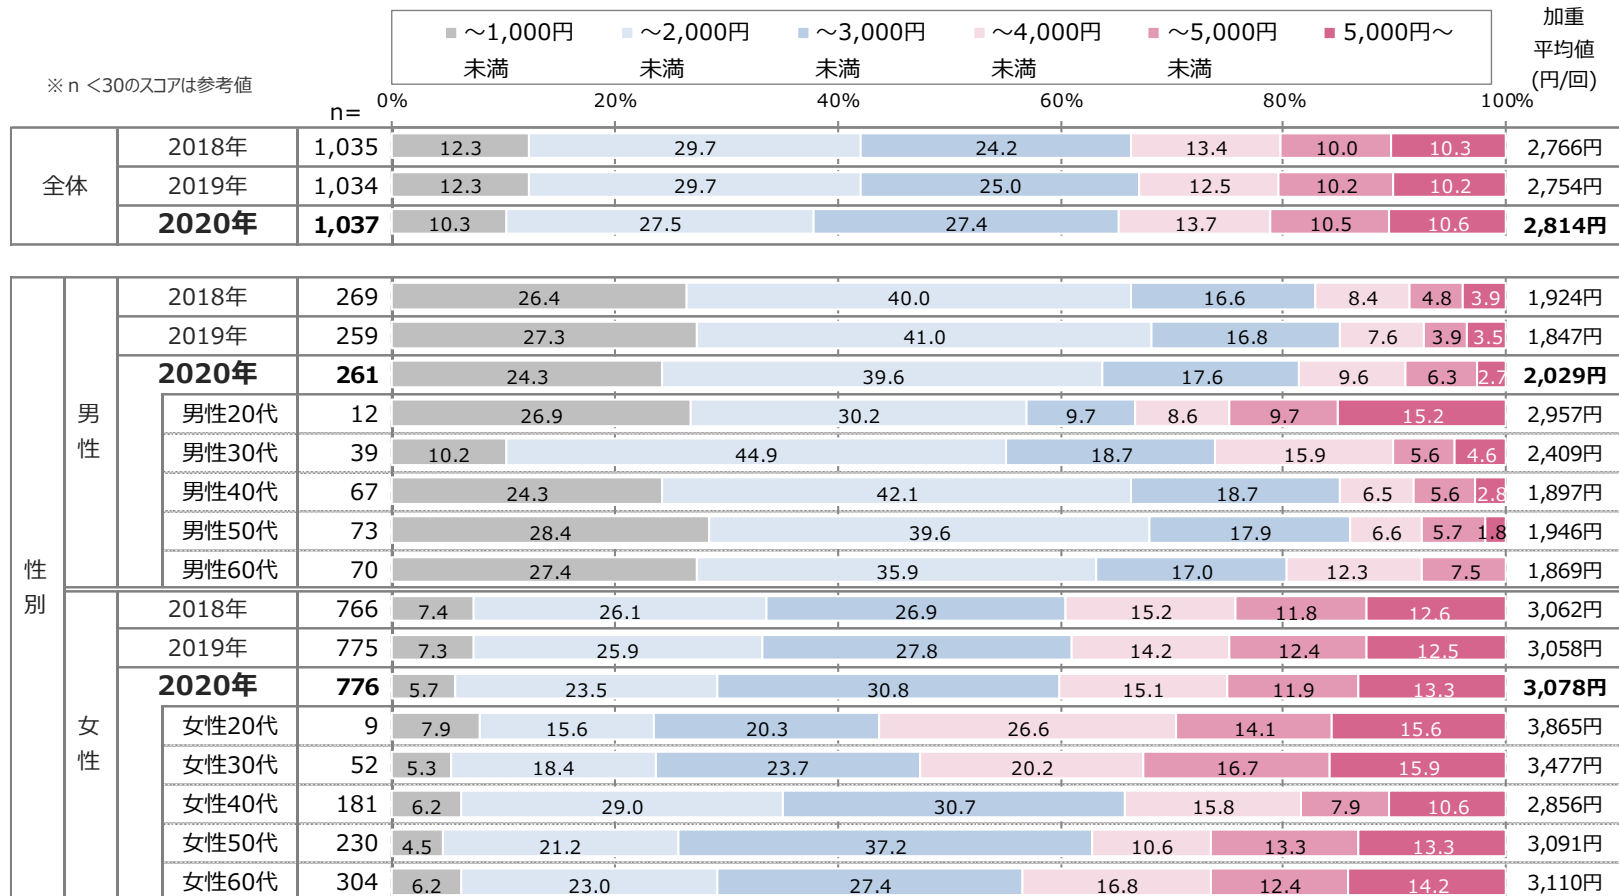 ～1,000円未満 ～2,000円未満 ～3,000円未満 ～4,000円未満 ～5,000円未満 5,000円～
加重平均値(円/回)
※ｎ＜30のスコアは参考値
n= 0% 20% 40% 60% 80% 100%
全体 2018年 1,035 12.3 29.7 24.2 13.4 10.0 10.3 2,766円
2019年 1,034 12.3 29.7 25.0 12.5 10.2 10.2 2,754円
2020年 1,037 10.3 27.5 27.4 13.7 10.5 10.6 2,814円
性別 男性 2018年 269 26.4 40.0 16.6 8.4 4.8 3.9 1,924円
2019年 259 27.3 41.0 16.8 7.6 3.9 3.5 1,847円
2020年 261 24.3 39.6 17.6 9.6 6.3 2.7 2,029円
男性20代 12 26.9 30.2 9.7 8.6 9.7 15.2 2,957円
男性30代 39 10.2 44.9 18.7 15.9 5.6 4.6 2,409円
男性40代 67 24.3 42.1 18.7 6.5 5.6 2.8 1,897円
男性50代 73 28.4 39.6 17.9 6.6 5.7 1.8 1,946円
男性60代 70 27.4 35.9 17.0 12.3 7.5 1,869円
女性 2018年 766 7.4 26.1 26.9 15.2 11.8 12.6 3,062円
2019年 775 7.3 25.9 27.8 14.2 12.4 12.5 3,058円
2020年 776 5.7 23.5 30.8 15.1 11.9 13.3 3,078円
女性20代 9 7.9 15.6 20.3 26.6 14.1 15.6 3,865円
女性30代 52 5.3 18.4 23.7 20.2 16.7 15.9 3,477円
女性40代 181 6.2 29.0 30.7 15.8 7.9 10.6 2,856円
女性50代 230 4.5 21.2 37.2 10.6 13.3 13.3 3,091円
女性60代 304 6.2 23.0 27.4 16.8 12.4 14.2 3,110円